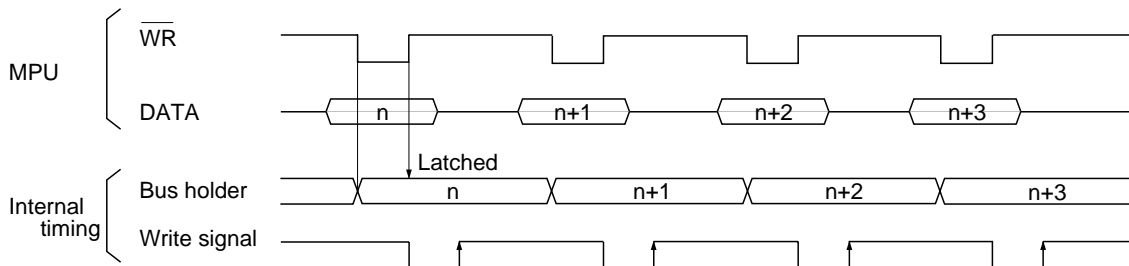 WR
MPU
DATA
n
n+1
n+2
n+3
Latched
Bus holder
n
n+1
n+2
n+3
Internal
timing
Write signal